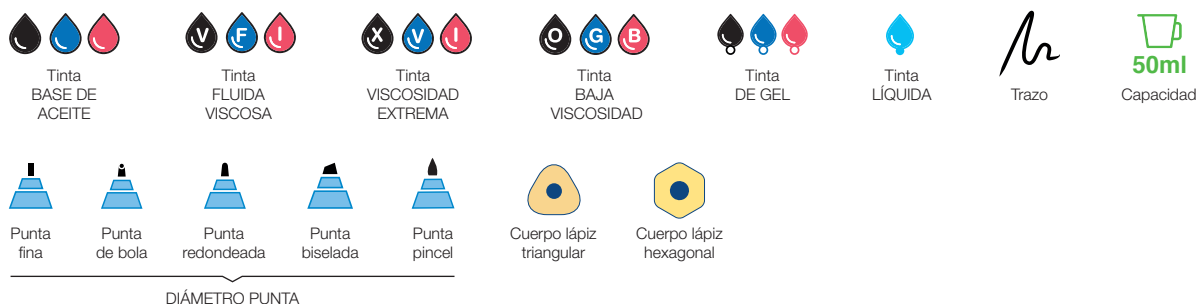 V F I
X V I
O G B
50ml
Tinta
BASE DE
ACEITE
Tinta
FLUIDA
VISCOSA
Tinta
VISCOSIDAD
EXTREMA
Tinta
BAJA
VISCOSIDAD
Tinta
DE GEL
Tinta
LÍQUIDA
Trazo
Capacidad
Punta
fina
Punta
de bola
Punta
redondeada
Punta
biselada
Punta
pincel
Cuerpo lápiz
triangular
Cuerpo lápiz
hexagonal
DIÁMETRO PUNTA